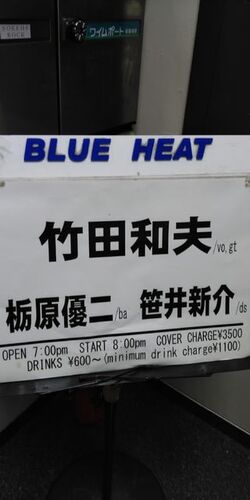 SOKEHS
ROCK
ワイムポート
BLUE HEAT
竹田和夫/vo.gt
栃原優二/ba 笹井新介/ds
OPEN 7:00pm START 8:00pm COVER CHARGE¥3500
DRINKS ¥600～(minimum drink charge¥1100)